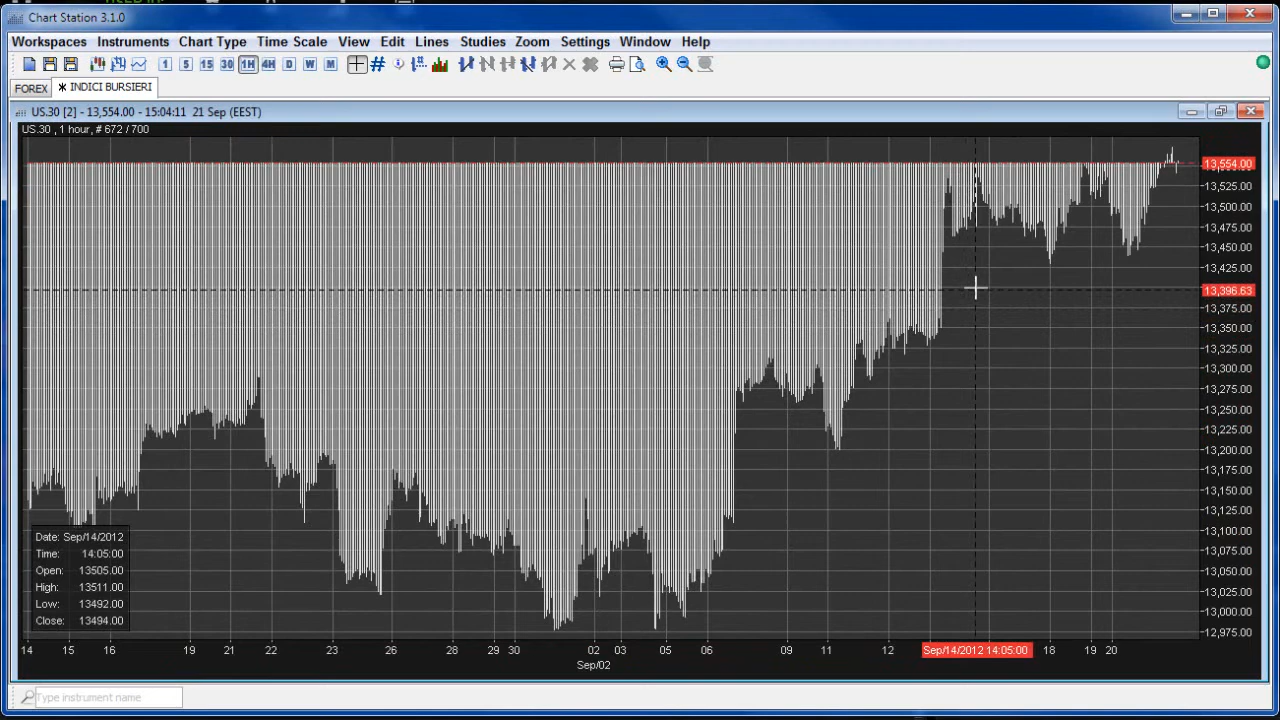 Chart Station 3.1.0
Workspaces Instruments Chart Type Time Scale View Edit Lines Studies Zoom Settings Window Help
1 5 15 30 1H 4H D W M
FOREX * INDICI BURSIERI
US.30 [2] - 13,554.00 - 15:04:11 21 Sep (EEST)
US.30 , 1 hour, # 672 / 700
13,554.00
13,525.00
13,500.00
13,475.00
13,450.00
13,425.00
13,396.63
13,375.00
13,350.00
13,325.00
13,300.00
13,275.00
13,250.00
13,225.00
13,200.00
13,175.00
13,150.00
13,125.00
13,100.00
13,075.00
13,050.00
13,025.00
13,000.00
12,975.00
Date: Sep/14/2012
Time: 14:05:00
Open: 13505.00
High: 13511.00
Low: 13492.00
Close: 13494.00
14 15 16 19 21 22 23 26 28 29 30 02 03 05 06 09 11 12 Sep/14/2012 14:05:00 18 19 20
Sep/02
Type instrument name